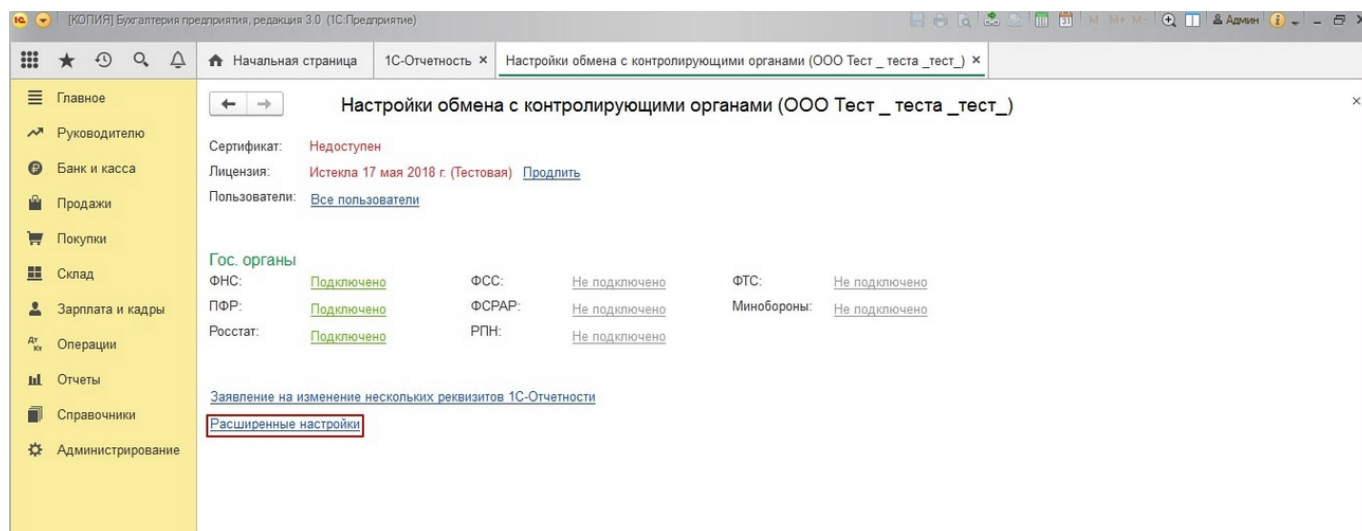 [КОПИЯ] Бухгалтерия предприятия, редакция 3.0 (1С:Предприятие) M M+ M- Админ
Начальная страница 1С-Отчетность × Настройки обмена с контролирующими органами (ООО Тест _ теста _тест_) ×
Главное
Настройки обмена с контролирующими органами (ООО Тест _ теста _тест_)
Руководителю
Сертификат: Недоступен
Банк и касса
Лицензия: Истекла 17 мая 2018 г. (Тестовая) Продлить
Продажи
Пользователи: Все пользователи
Покупки
Гос. органы
Склад
ФНС: Подключено ФСС: Не подключено ФТС: Не подключено
Зарплата и кадры
ПФР: Подключено ФСРАР: Не подключено Минобороны: Не подключено
Росстат: Подключено РПН: Не подключено
Дт Кт Операции
Отчеты
Заявление на изменение нескольких реквизитов 1С-Отчетности
Справочники
Расширенные настройки
Администрирование